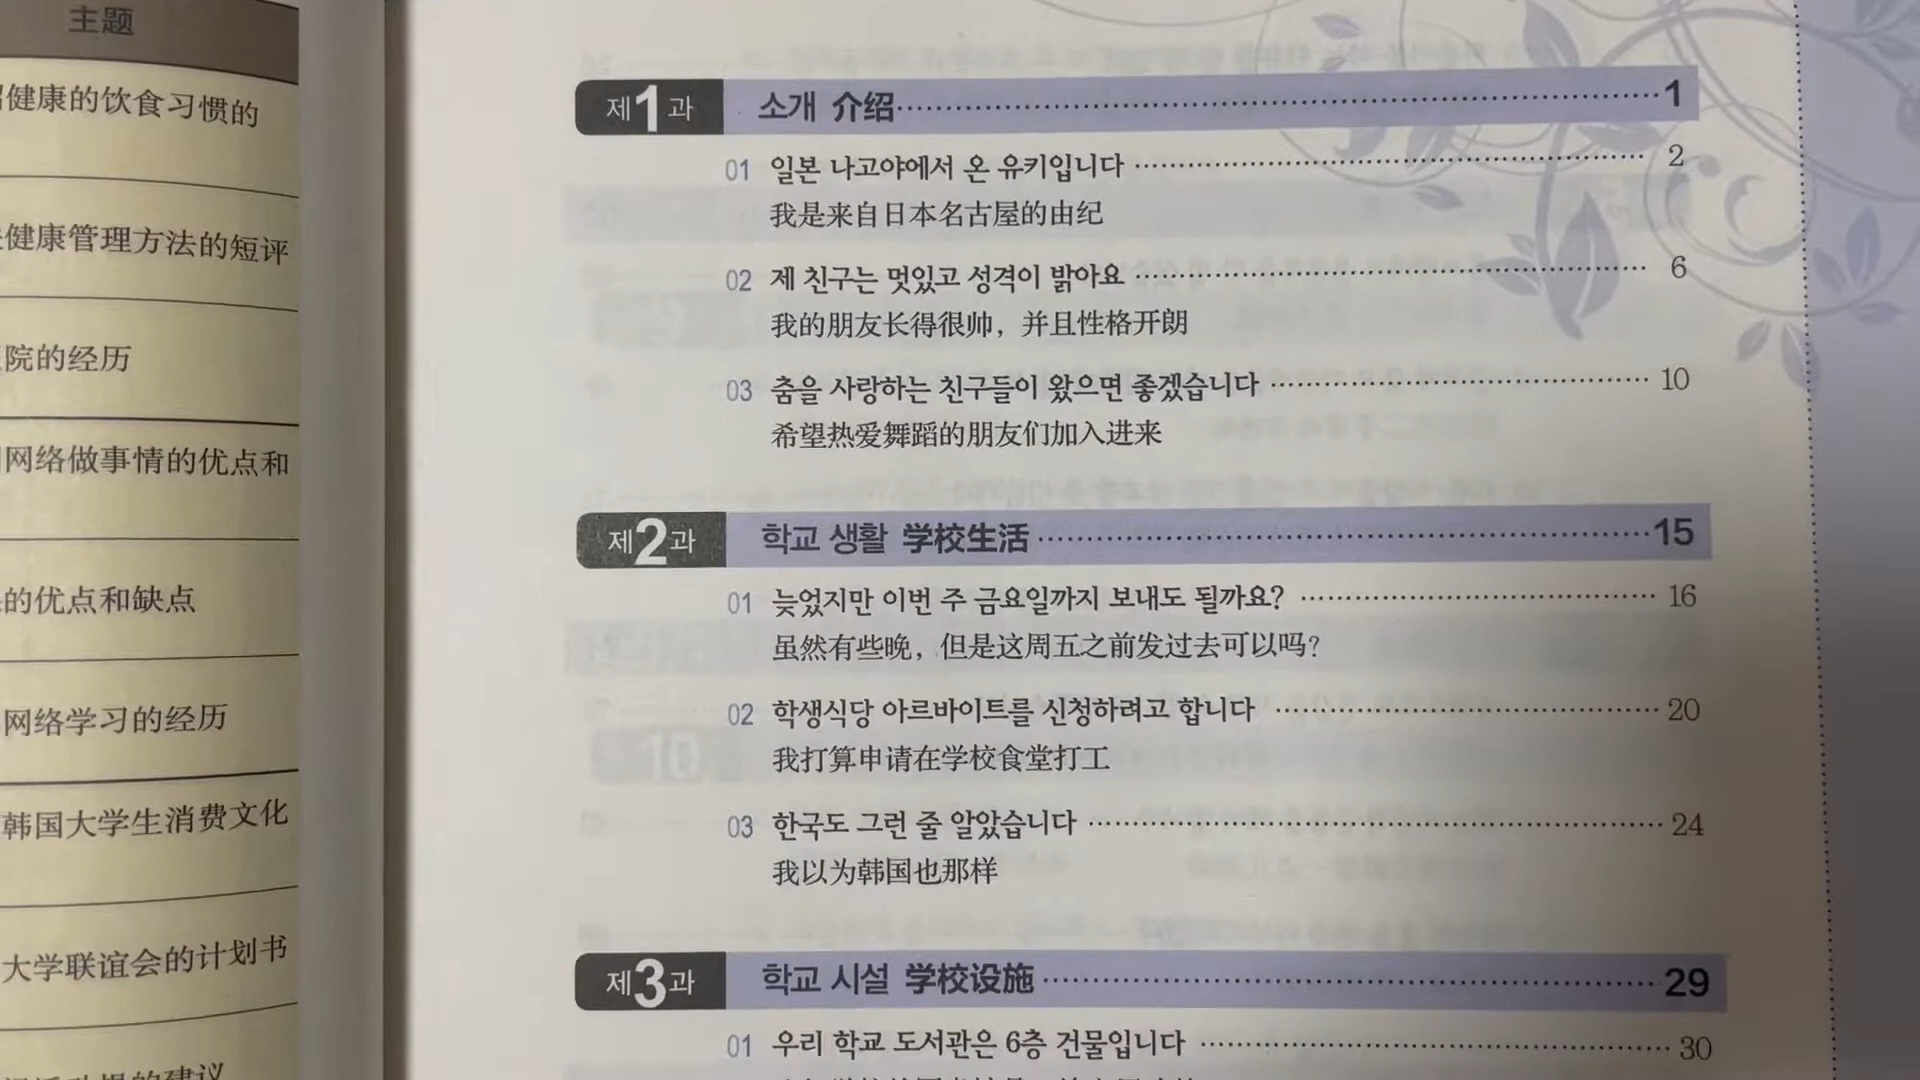 主题
健康的饮食习惯的
健康管理方法的短评
院的经历
网络做事情的优点和
的优点和缺点
网络学习的经历
韩国大学生消费文化
大学联谊会的计划书
的建议
제1과 소개 介绍 1
01 일본 나고야에서 온 유키입니다 2
我是来自日本名古屋的由纪
02 제 친구는 멋있고 성격이 밝아요 6
我的朋友长得很帅，并且性格开朗
03 춤을 사랑하는 친구들이 왔으면 좋겠습니다 10
希望热爱舞蹈的朋友们加入进来
제2과 학교 생활 学校生活 15
01 늦었지만 이번 주 금요일까지 보내도 될까요? 16
虽然有些晚，但是这周五之前发过去可以吗?
02 학생식당 아르바이트를 신청하려고 합니다 20
我打算申请在学校食堂打工
03 한국도 그런 줄 알았습니다 24
我以为韩国也那样
제3과 학교 시설 学校设施 29
01 우리 학교 도서관은 6층 건물입니다 30